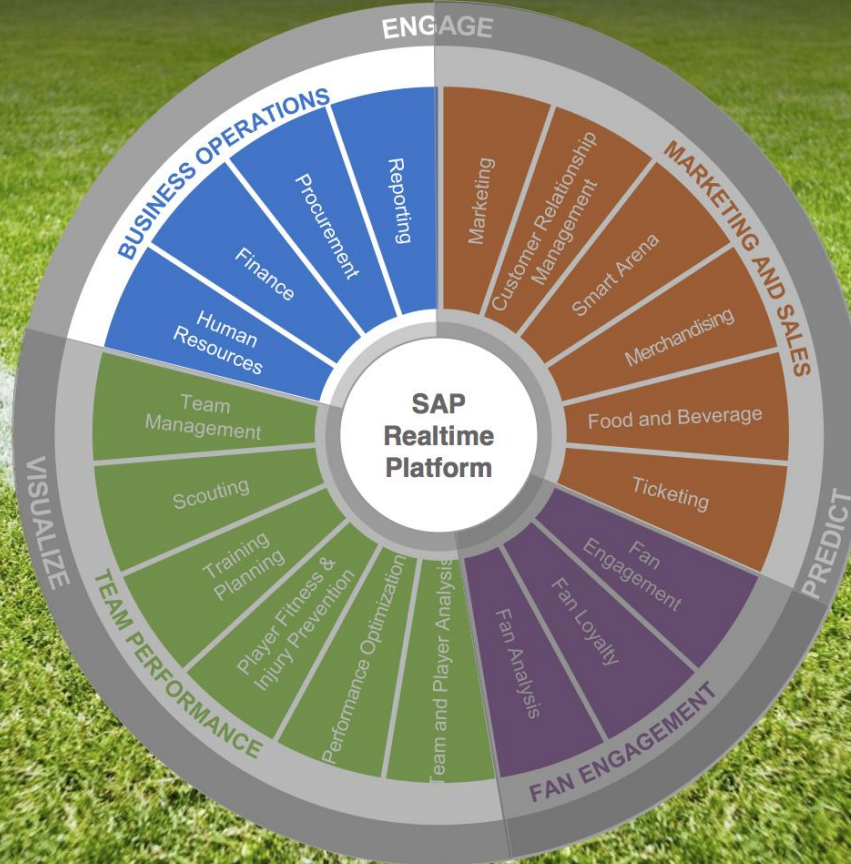 ENGAGE
BUSINESS OPERATIONS
Human
Resources
Finance
Procurement
Reporting
MARKETING AND SALES
Marketing
Customer Relationship
Management
Smart Arena
Merchandising
Food and Beverage
Ticketing
PREDICT
FAN ENGAGEMENT
Fan
Engagement
Fan Loyalty
Fan Analysis
TEAM PERFORMANCE
Team and Player Analysis
Performance Optimization
Player Fitness &
Injury Prevention
Training
Planning
Scouting
Team
Management
VISUALIZE
SAP
Realtime
Platform